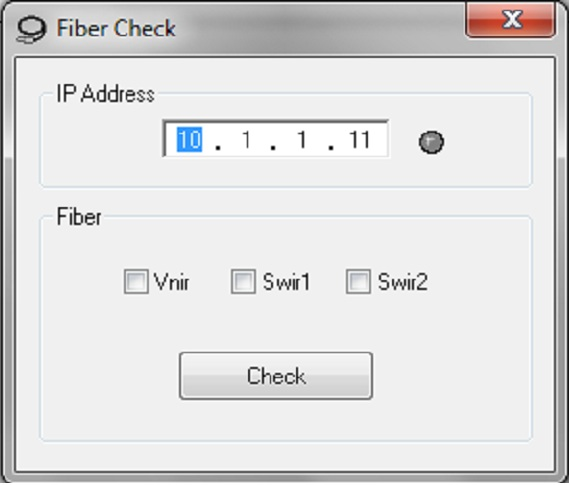 Fiber Check
IP Address
10 . 1 . 1 . 11
Fiber
Vnir Swir1 Swir2
Check